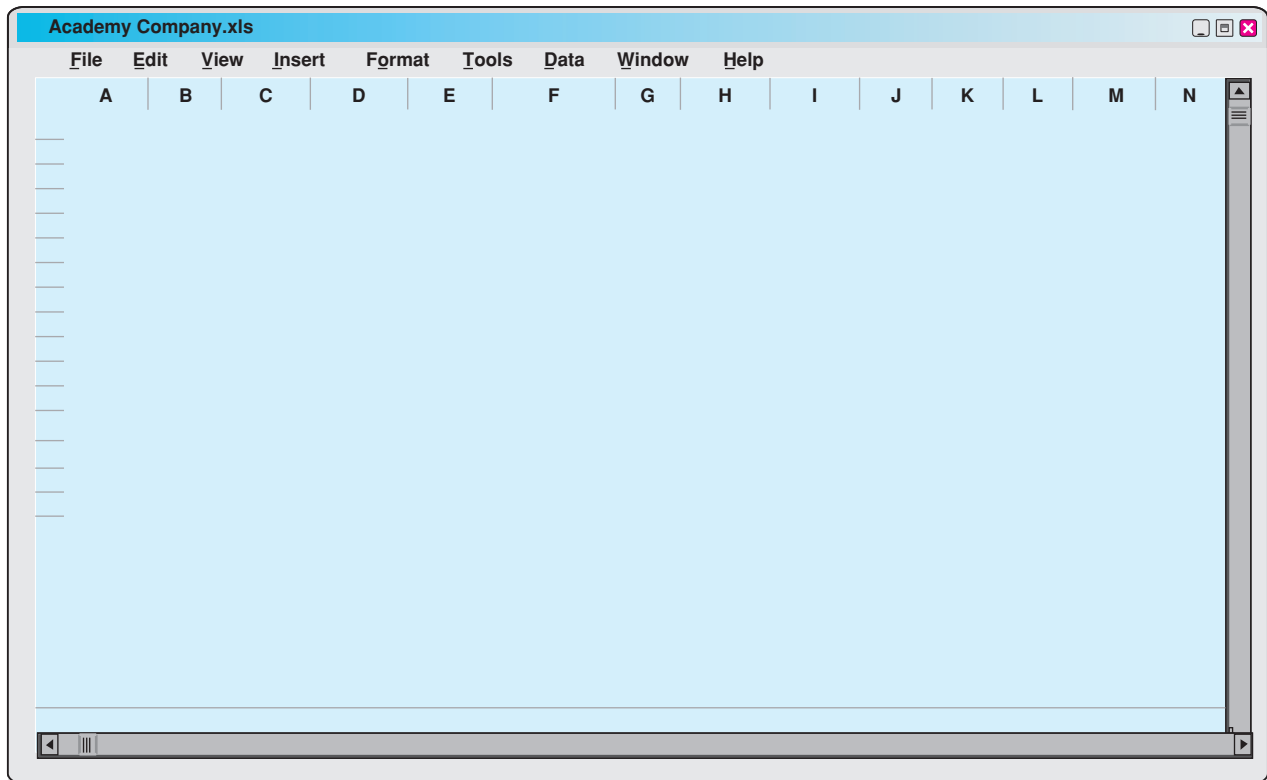 Academy Company.xls
File Edit View Insert Format Tools Data Window Help
A B C D E F G H I J K L M N